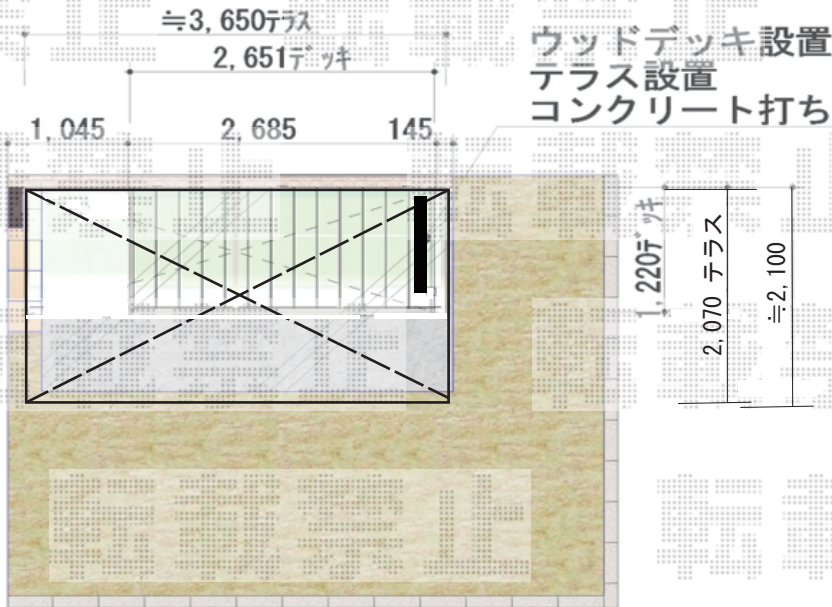 ≒3,650テラス
2,651デッキ
ウッドデッキ設置
テラス設置
コンクリート打ち
1,045
2,685
145
1,220デッキ
2,070 テラス
≒2,100
転載禁止